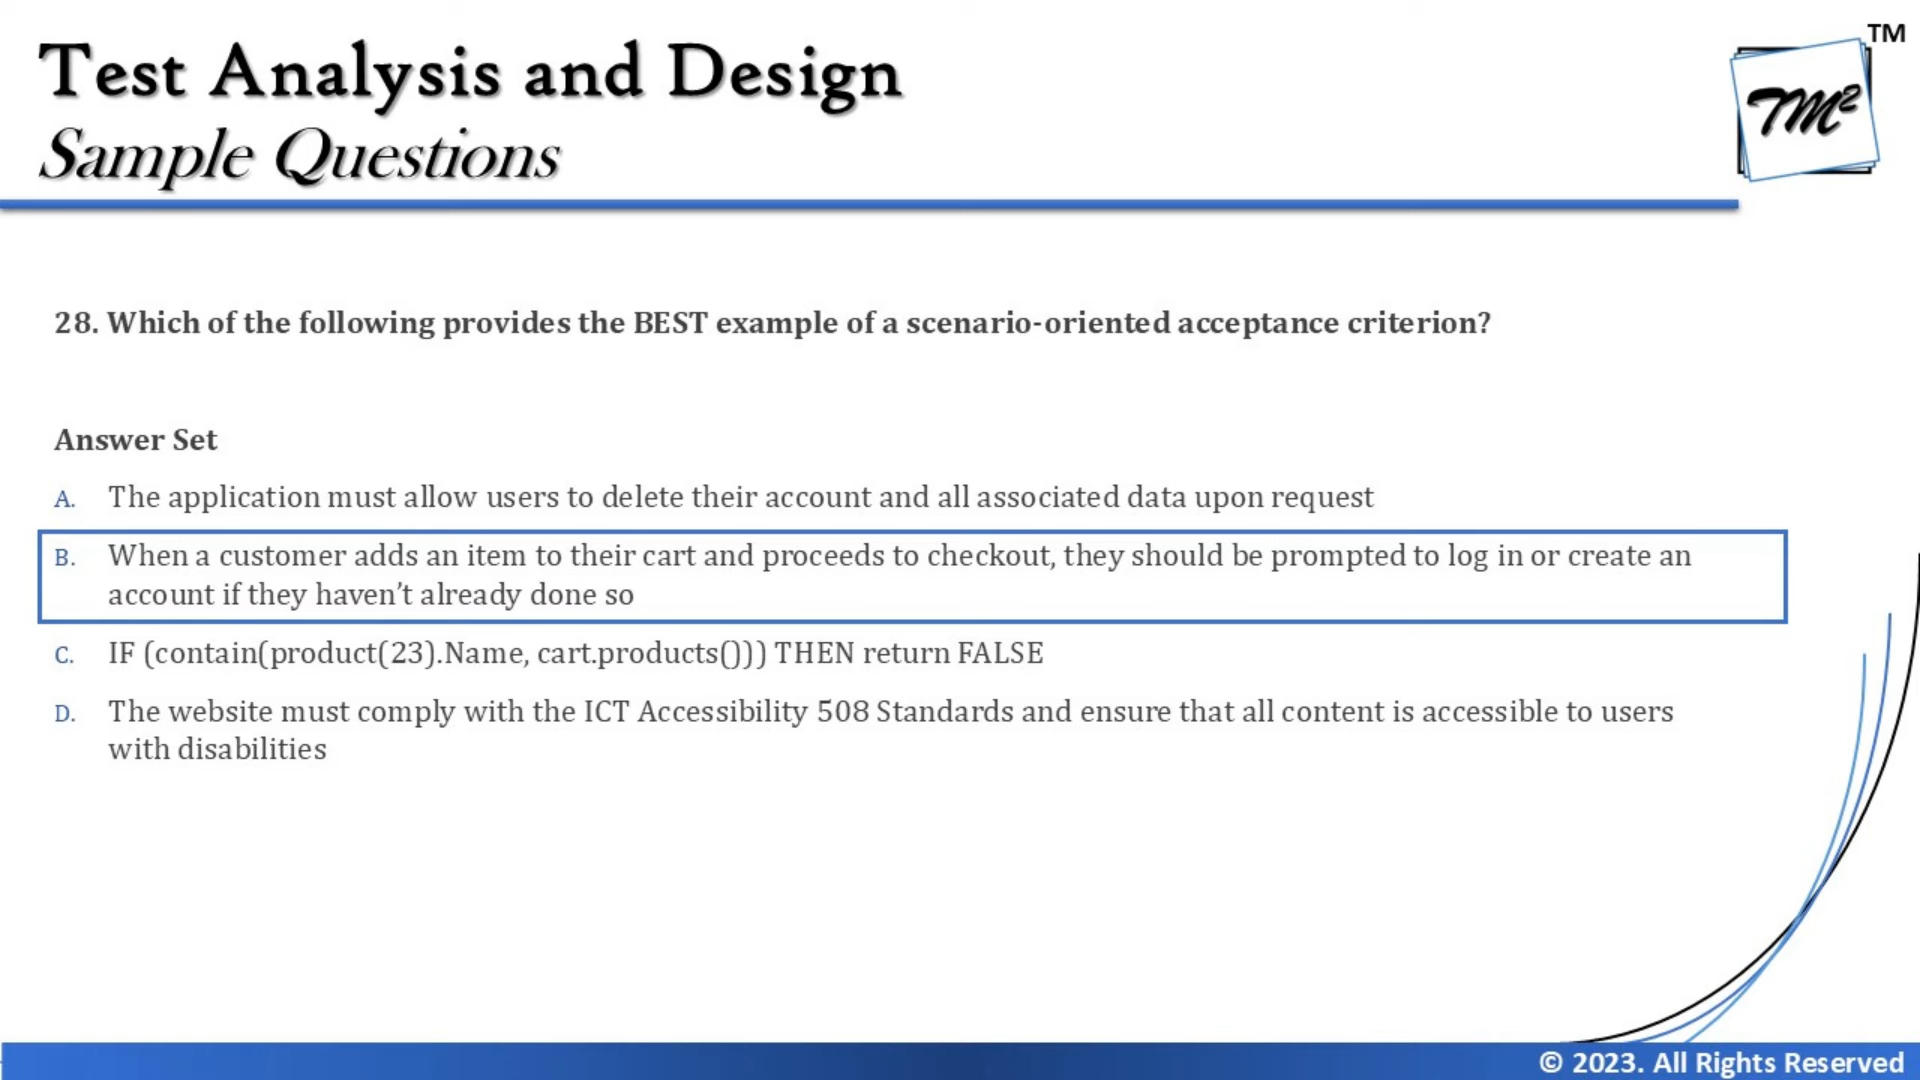 Test Analysis and Design
TM
TM²
Sample Questions
28. Which of the following provides the BEST example of a scenario-oriented acceptance criterion?
Answer Set
A. The application must allow users to delete their account and all associated data upon request
B. When a customer adds an item to their cart and proceeds to checkout, they should be prompted to log in or create an
account if they haven’t already done so
C. IF (contain(product(23).Name, cart.products())) THEN return FALSE
D. The website must comply with the ICT Accessibility 508 Standards and ensure that all content is accessible to users
with disabilities
© 2023. All Rights Reserved